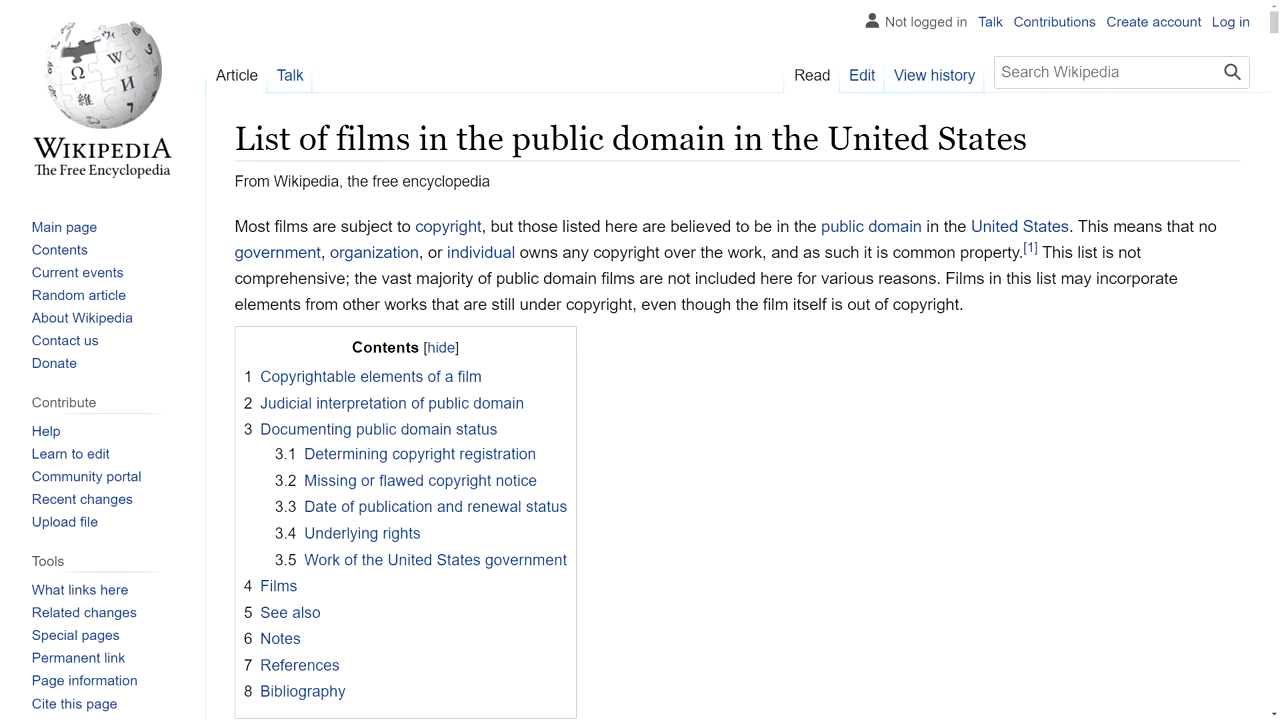 Not logged in Talk Contributions Create account Log in
Article Talk Read Edit View history Search Wikipedia
WIKIPEDIA
The Free Encyclopedia
List of films in the public domain in the United States
From Wikipedia, the free encyclopedia
Main page
Contents
Current events
Random article
About Wikipedia
Contact us
Donate
Contribute
Help
Learn to edit
Community portal
Recent changes
Upload file
Tools
What links here
Related changes
Special pages
Permanent link
Page information
Cite this page
Most films are subject to copyright, but those listed here are believed to be in the public domain in the United States. This means that no
government, organization, or individual owns any copyright over the work, and as such it is common property.[1] This list is not
comprehensive; the vast majority of public domain films are not included here for various reasons. Films in this list may incorporate
elements from other works that are still under copyright, even though the film itself is out of copyright.
Contents [hide]
1 Copyrightable elements of a film
2 Judicial interpretation of public domain
3 Documenting public domain status
3.1 Determining copyright registration
3.2 Missing or flawed copyright notice
3.3 Date of publication and renewal status
3.4 Underlying rights
3.5 Work of the United States government
4 Films
5 See also
6 Notes
7 References
8 Bibliography